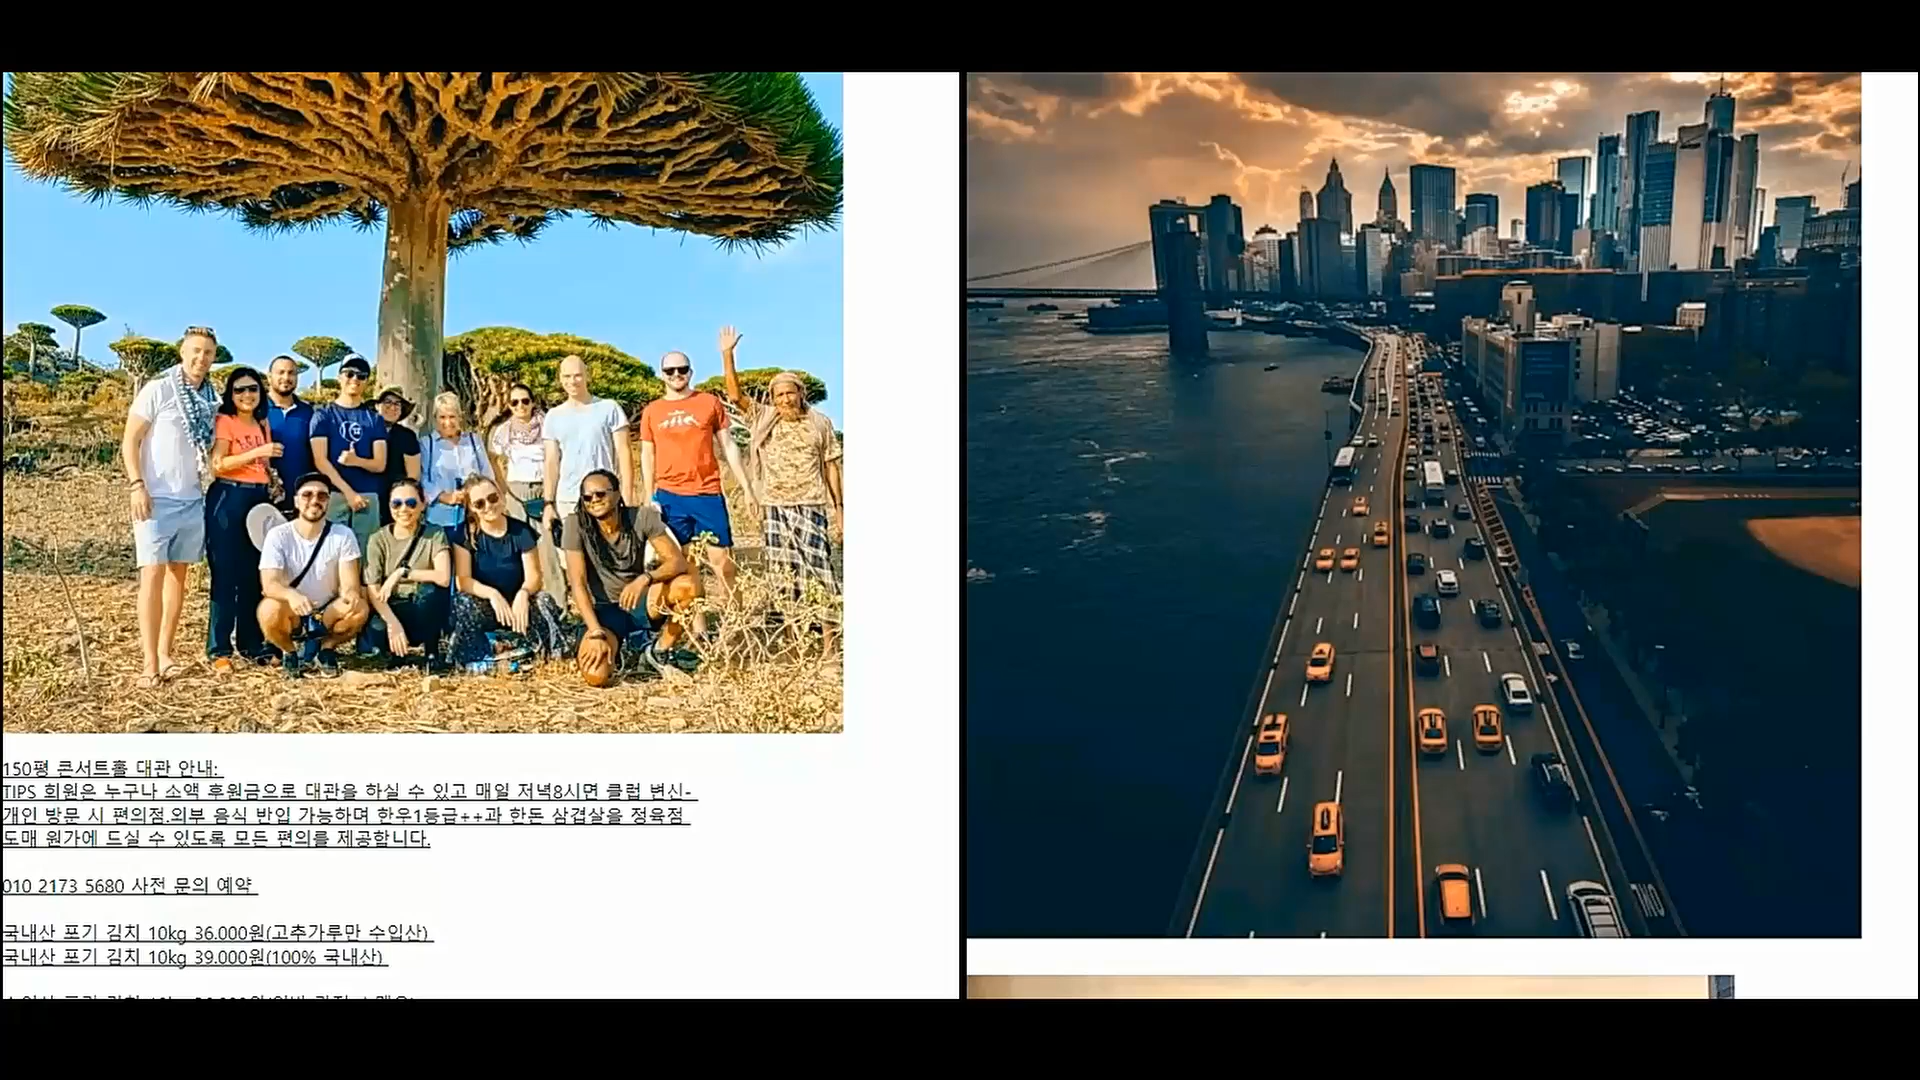 150평 콘서트홀 대관 안내:
TIPS 회원은 누구나 소액 후원금으로 대관을 하실 수 있고 매일 저녁8시면 클럽 변신-
개인 방문 시 편의점.외부 음식 반입 가능하며 한우1등급++과 한돈 삼겹살을 정육점
도매 원가에 드실 수 있도록 모든 편의를 제공합니다.
010 2173 5680 사전 문의 예약
국내산 포기 김치 10kg 36.000원(고추가루만 수입산)
국내산 포기 김치 10kg 39.000원(100% 국내산)